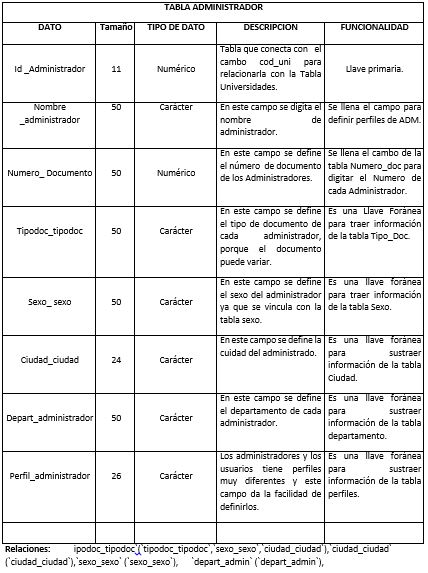 TABLA ADMINISTRADOR
DATO Tamaño TIPO DE DATO DESCRIPCION FUNCIONALIDAD
Id _Administrador 11 Numérico
Tabla que conecta con el
cambo cod_uni para
relacionarla con la Tabla
Universidades.
Llave primaria.
Nombre
_administrador
50 Carácter
En este campo se digita el
nombre de
administrador.
Se llena el campo para
definir perfiles de ADM.
Numero_ Documento 50 Numérico
En este campo se define
el número de documento
de los Administradores.
Se llena el cambo de la
tabla Numero_doc para
digitar el Numero de
cada Administrador.
Tipodoc_tipodoc 50 Carácter
En este campo se define
el tipo de documento de
cada administrador,
porque el documento
puede variar.
Es una Llave Foránea
para traer información
de la tabla Tipo_Doc.
Sexo_ sexo 50 Carácter
En este campo se define
el sexo del administrador
ya que se vincula con la
tabla sexo.
Es una llave foránea
para traer información
de la tabla Sexo.
Ciudad_ciudad 24 Carácter
En este campo se define la
cuidad del administrado.
Es una llave foránea
para sustraer
información de la tabla
Ciudad.
Depart_administrador 50 Carácter
En este campo se define
el departamento de cada
administrador.
Es una llave foránea
para sustraer
información de la tabla
departamento.
Perfil_administrador 26 Carácter
Los administradores y los
usuarios tiene perfiles
muy diferentes y este
campo da la facilidad de
definirlos.
Es una llave foránea
para sustraer
información de la tabla
perfiles.
Relaciones: ipodoc_tipodoc`(`tipodoc_tipodoc`,`sexo_sexo`,`ciudad_ciudad`),`ciudad_ciudad`
(`ciudad_ciudad),`sexo_sexo` (`sexo_sexo`), `depart_admin` (`depart_admin`),